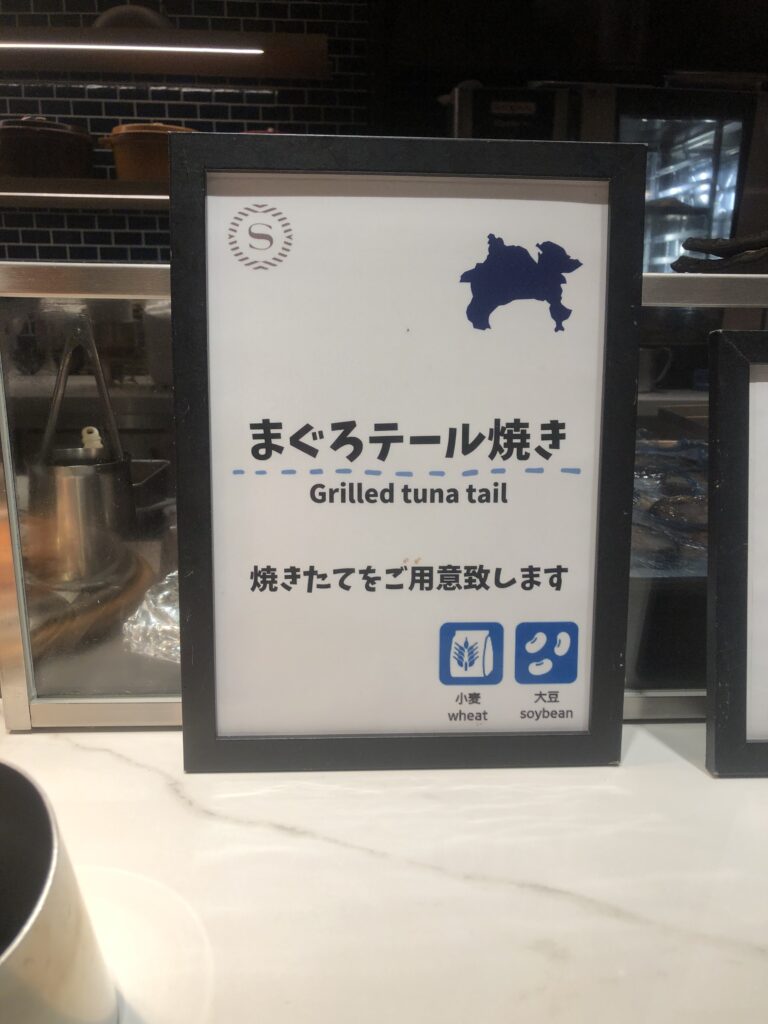 S
まぐろテール焼き
Grilled tuna tail
焼きたてをご用意致します
小麦
wheat
大豆
soybean